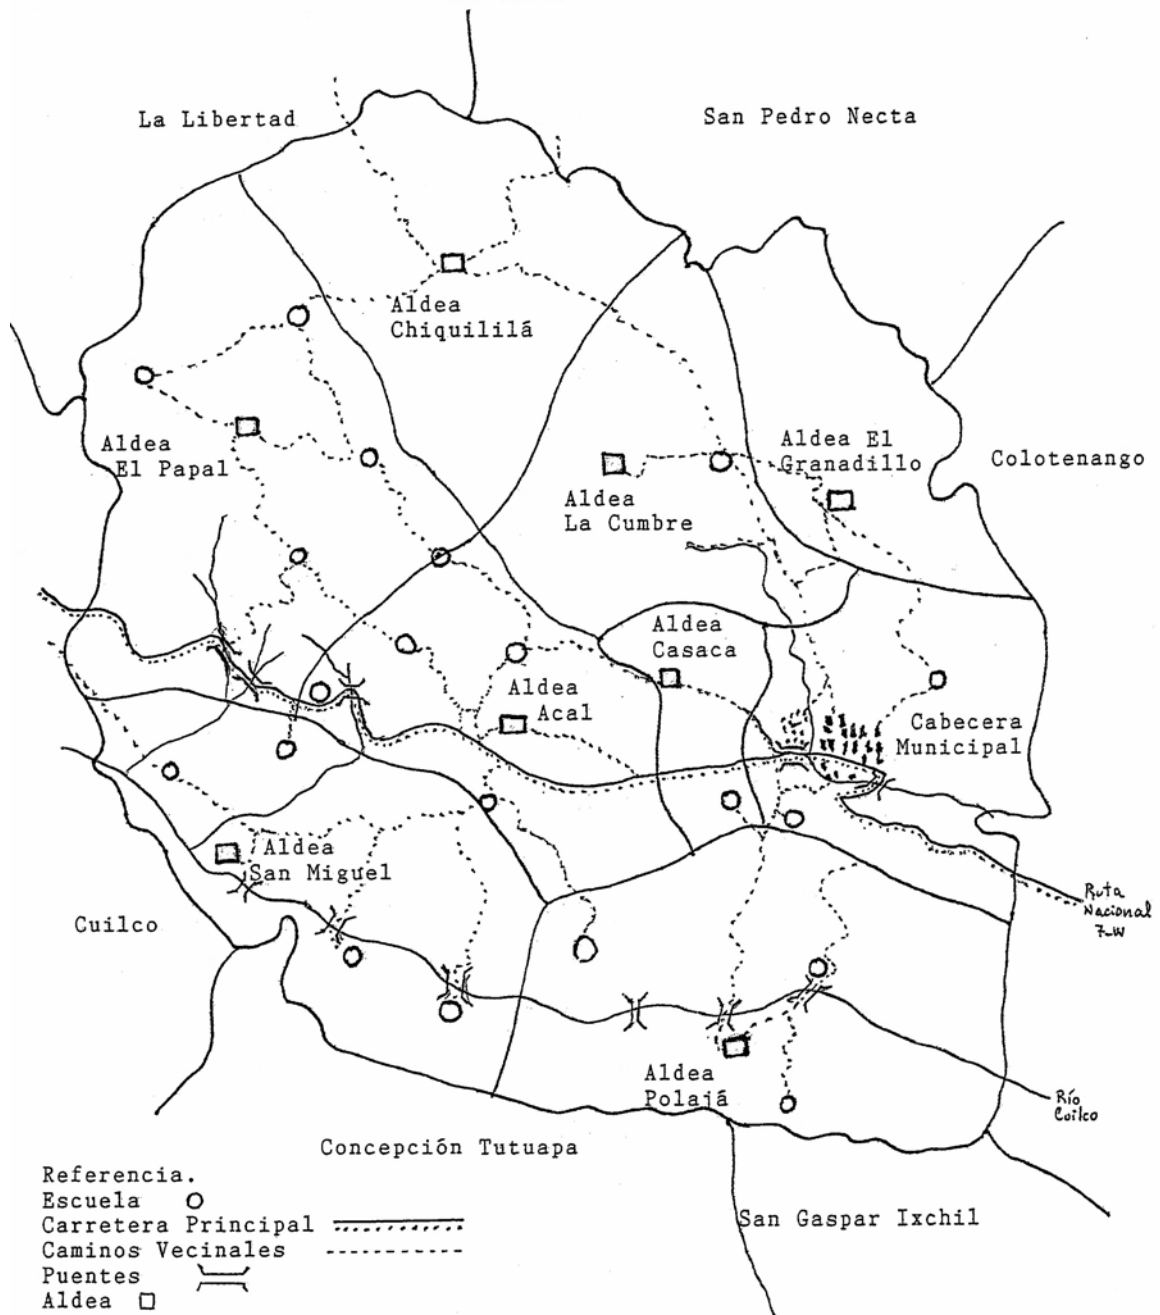 La Libertad
San Pedro Necta
Aldea
Chiquililá
Aldea
El Papal
Aldea El
Granadillo
Colotenango
Aldea
La Cumbre
Aldea
Casaca
Aldea
Acal
Cabecera
Municipal
Aldea
San Miguel
Cuilco
Ruta
Nacional
7-W
Aldea
Polajá
Río
Cuilco
Concepción Tutuapa
San Gaspar Ixchil
Referencia.
Escuela
Carretera Principal
Caminos Vecinales
Puentes
Aldea